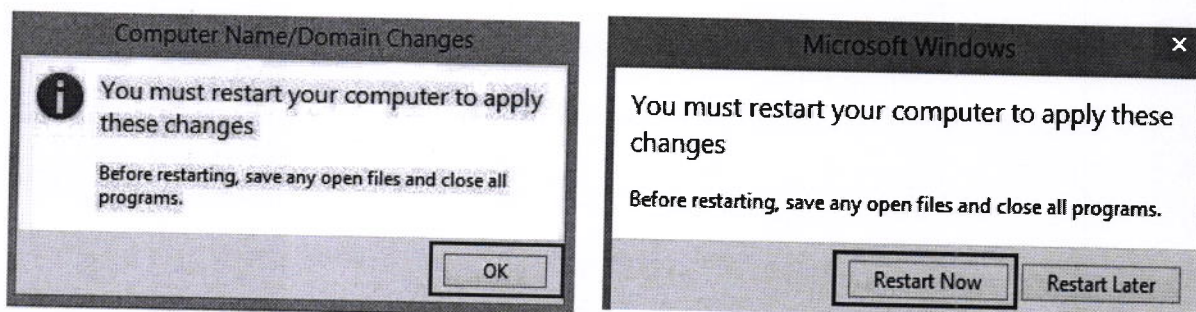 Computer Name/Domain Changes
You must restart your computer to apply
these changes
Before restarting, save any open files and close all
programs.
OK
Microsoft Windows
You must restart your computer to apply these
changes
Before restarting, save any open files and close all programs.
Restart Now
Restart Later